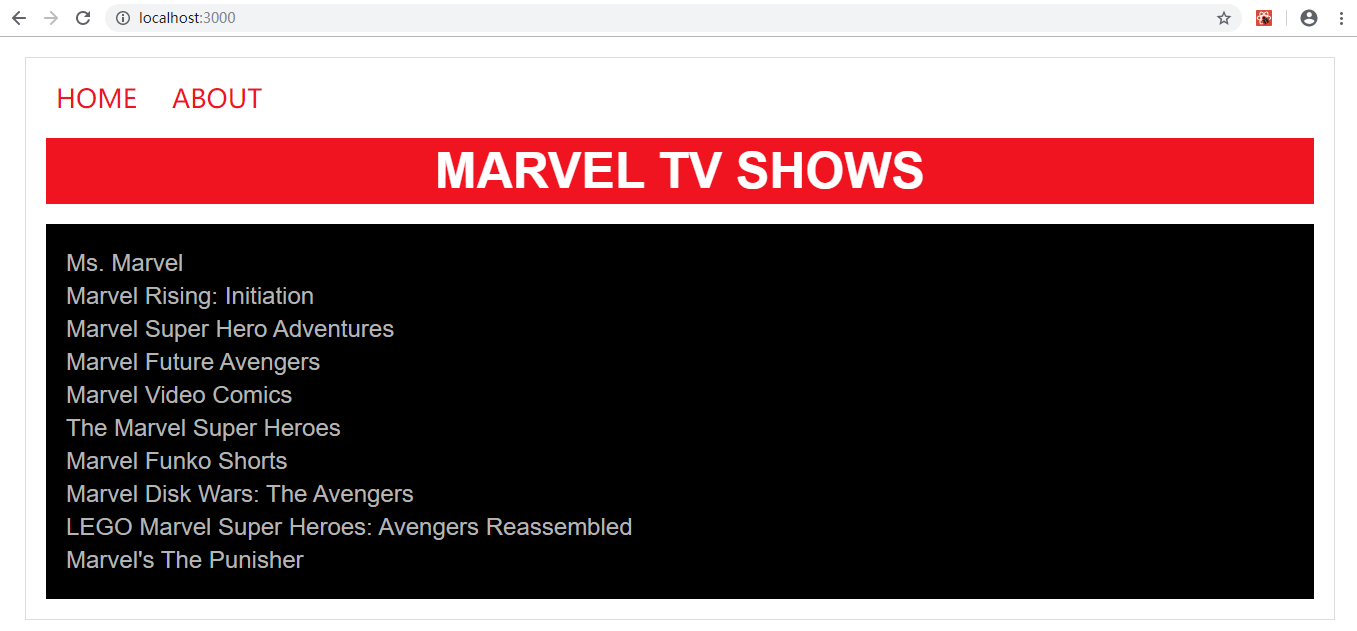 localhost:3000
HOME ABOUT
MARVEL TV SHOWS
Ms. Marvel
Marvel Rising: Initiation
Marvel Super Hero Adventures
Marvel Future Avengers
Marvel Video Comics
The Marvel Super Heroes
Marvel Funko Shorts
Marvel Disk Wars: The Avengers
LEGO Marvel Super Heroes: Avengers Reassembled
Marvel's The Punisher